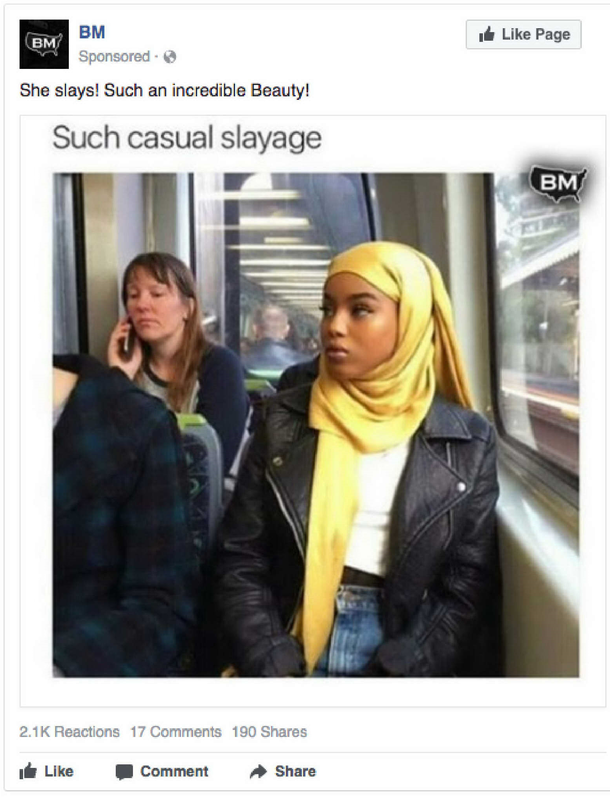 BM
BM
Like Page
Sponsored ·
She slays! Such an incredible Beauty!
Such casual slayage
BM
2.1K Reactions 17 Comments 190 Shares
Like Comment Share